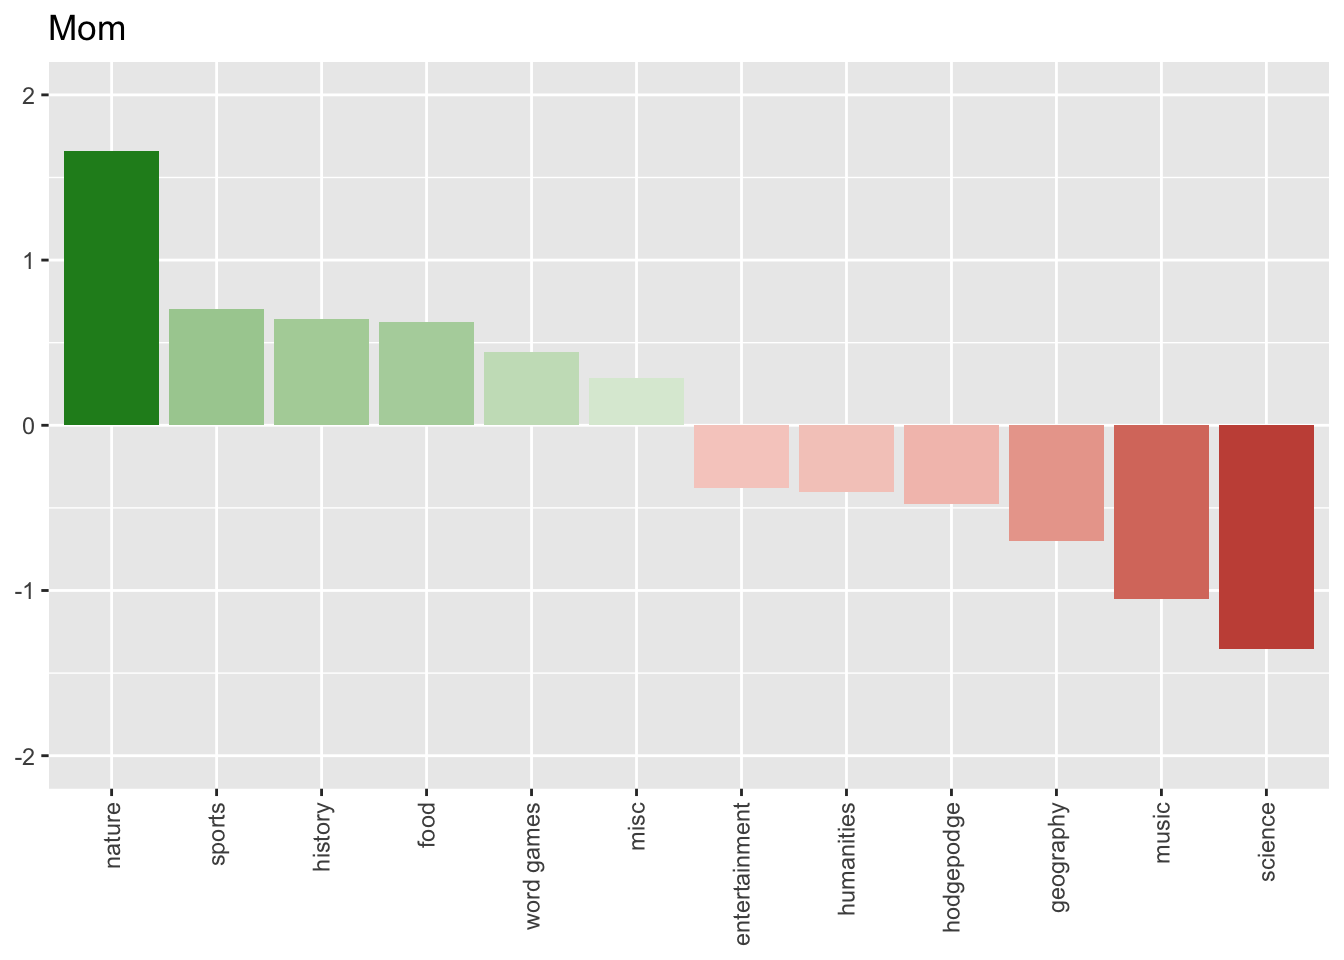 Mom
2
1
0
-1
-2
nature
sports
history
food
word games
misc
entertainment
humanities
hodgepodge
geography
music
science